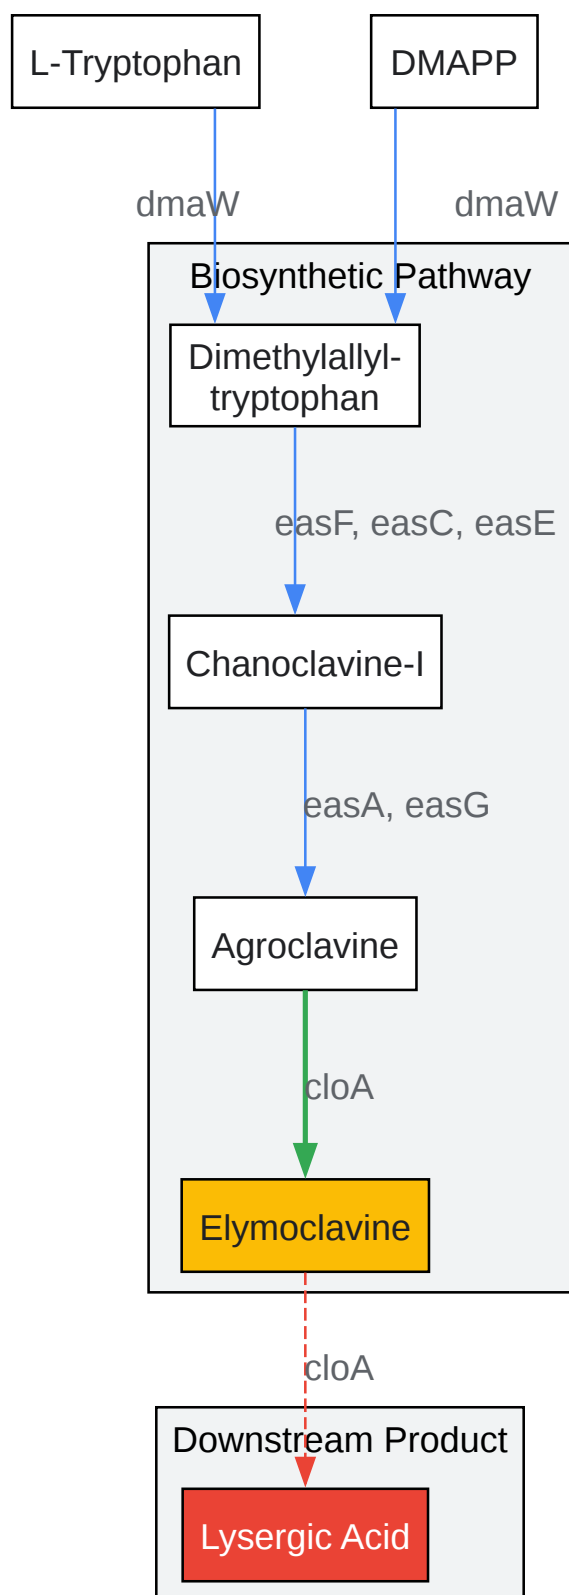 L-Tryptophan
DMAPP
dmaW
dmaW
Biosynthetic Pathway
Dimethylallyl-
tryptophan
easF, easC, easE
Chanoclavine-I
easA, easG
Agroclavine
cloA
Elymoclavine
cloA
Downstream Product
Lysergic Acid